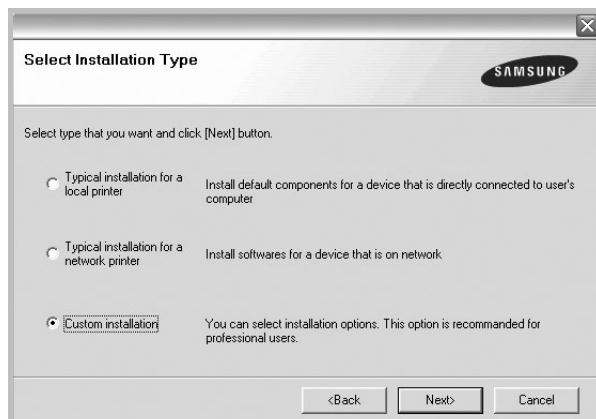 Select Installation Type
SAMSUNG
Select type that you want and click [Next] button.
Typical installation for a
local printer
Install default components for a device that is directly connected to user's
computer
Typical installation for a
network printer
Install softwares for a device that is on network
Custom installation
You can select installation options. This option is recommanded for
professional users.
<Back
Next>
Cancel